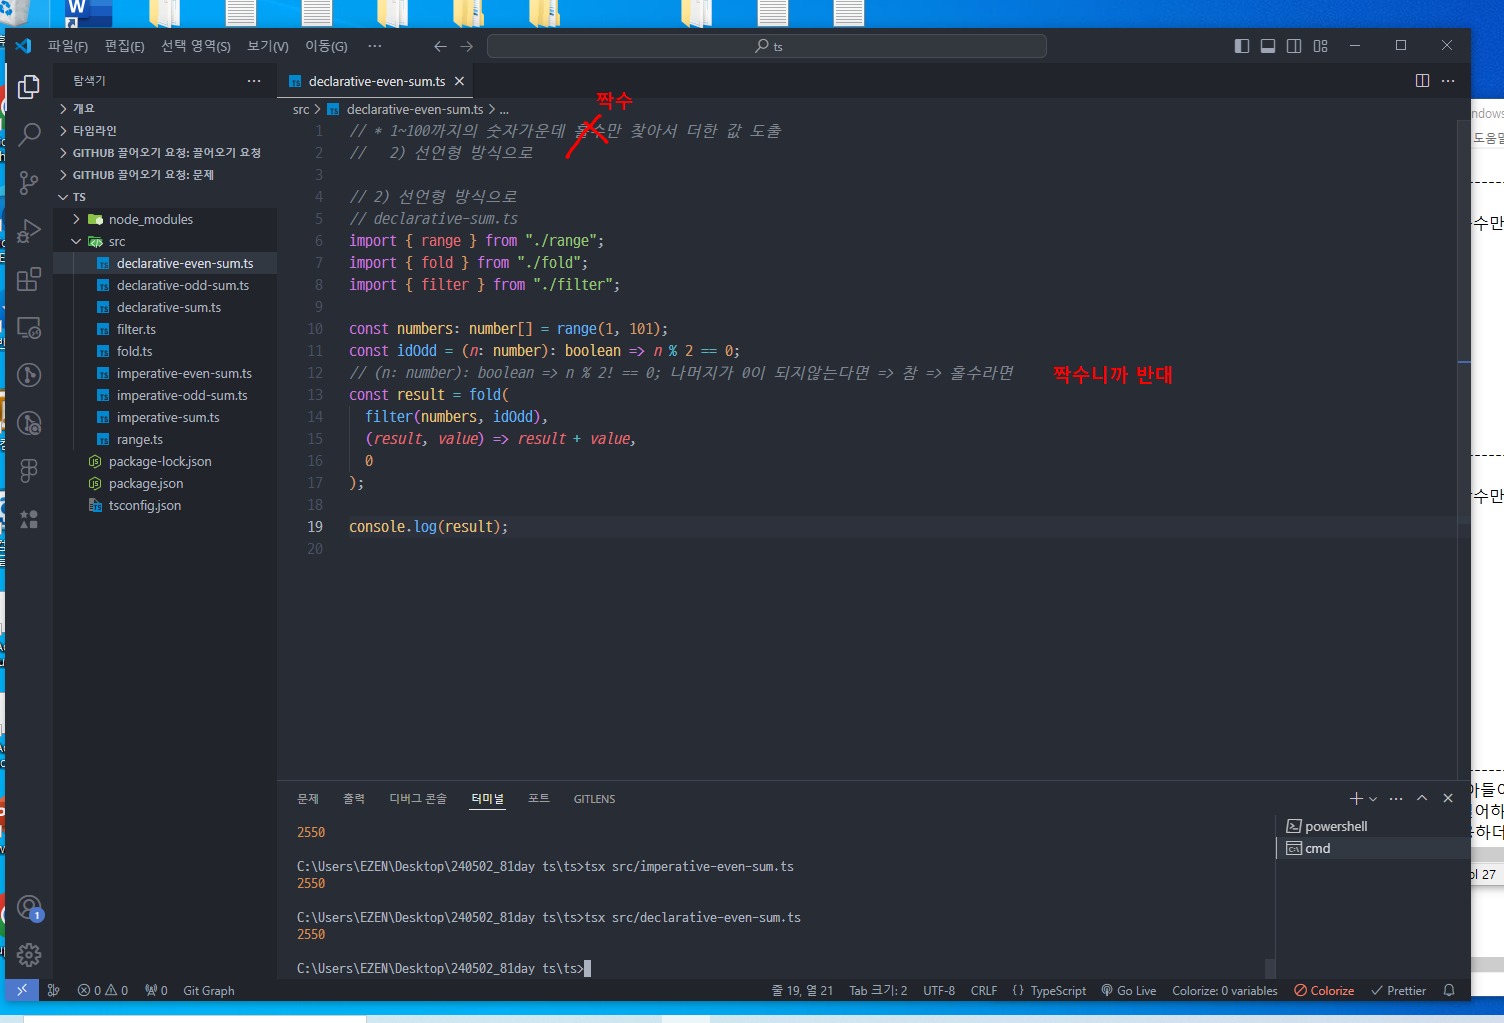 파일(F) 편집(E) 선택 영역(S) 보기(V) 이동(G) ··· ts
탐색기 ···
개요
타임라인
GITHUB 끌어오기 요청: 끌어오기 요청
GITHUB 끌어오기 요청: 문제
TS
node_modules
src
declarative-even-sum.ts
declarative-odd-sum.ts
declarative-sum.ts
filter.ts
fold.ts
imperative-even-sum.ts
imperative-odd-sum.ts
imperative-sum.ts
range.ts
package-lock.json
package.json
tsconfig.json
declarative-even-sum.ts
src > declarative-even-sum.ts > ...
짝수
1 // * 1~100까지의 숫자가운데 홀수만 찾아서 더한 값 도출
2 //   2) 선언형 방식으로
3
4 // 2) 선언형 방식으로
5 // declarative-sum.ts
6 import { range } from "./range";
7 import { fold } from "./fold";
8 import { filter } from "./filter";
9
10 const numbers: number[] = range(1, 101);
11 const idOdd = (n: number): boolean => n % 2 == 0;
12 // (n: number): boolean => n % 2! == 0; 나머지가 0이 되지않는다면 => 참 => 홀수라면 짝수니까 반대
13 const result = fold(
14   filter(numbers, idOdd),
15   (result, value) => result + value,
16   0
17 );
18
19 console.log(result);
20
문제 출력 디버그 콘솔 터미널 포트 GITLENS
2550
C:\Users\EZEN\Desktop\240502_81day ts\ts>tsx src/imperative-even-sum.ts
2550
C:\Users\EZEN\Desktop\240502_81day ts\ts>tsx src/declarative-even-sum.ts
2550
C:\Users\EZEN\Desktop\240502_81day ts\ts>
powershell
cmd
1
0 0 0 Git Graph 줄 19, 열 21 Tab 크기: 2 UTF-8 CRLF {} TypeScript Go Live Colorize: 0 variables Colorize Prettier